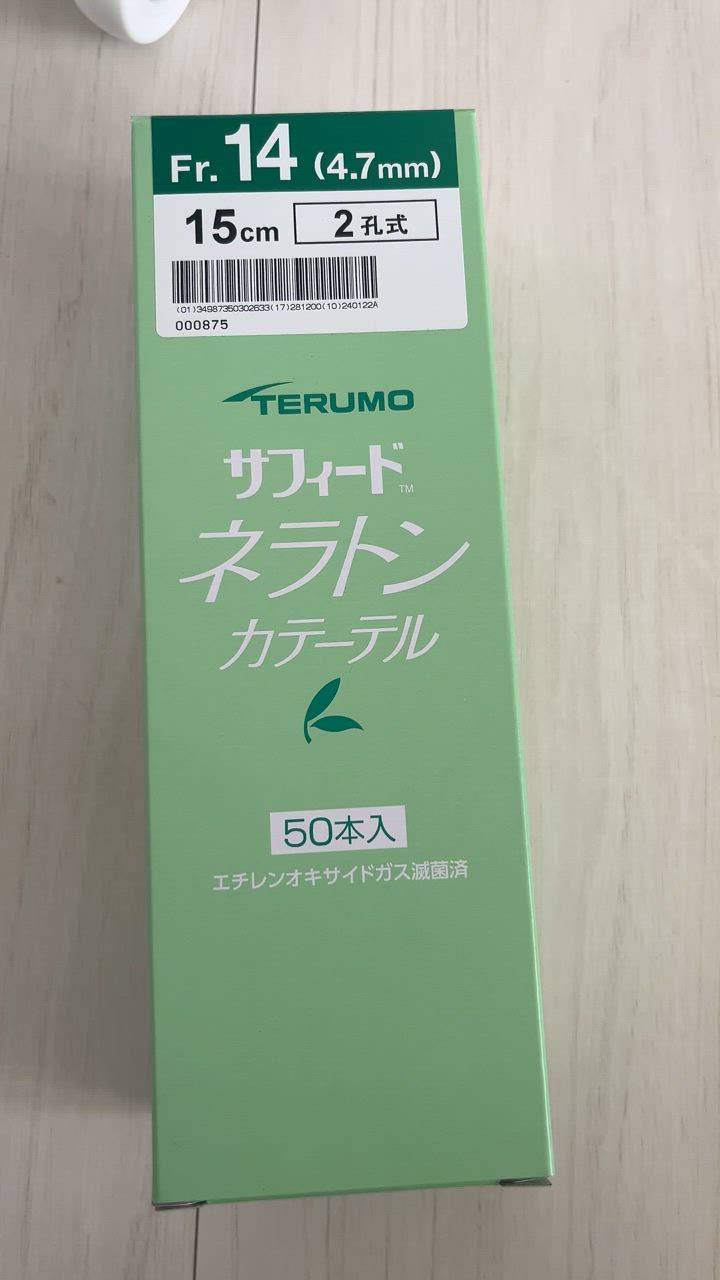 Fr.14 (4.7mm)
15cm 2孔式
(01)34987350302633(17)281200(10)240122A
000875
TERUMO
サフィード™
ネラトン
カテーテル
50本入
エチレンオキサイドガス滅菌済